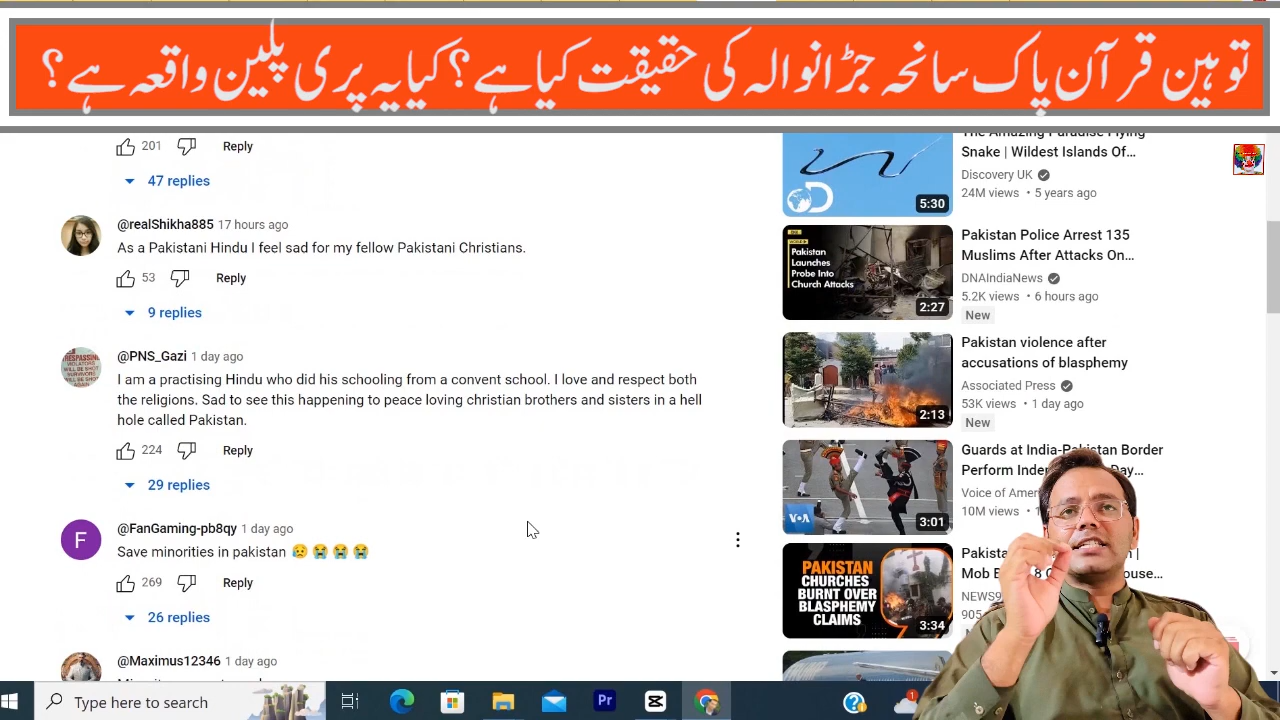 توہین قرآن پاک سانحہ جڑانوالہ کی حقیقت کیا ہے؟ کیا یہ پری پلین واقعہ ہے؟
201 Reply
47 replies
@realShikha885 17 hours ago
As a Pakistani Hindu I feel sad for my fellow Pakistani Christians.
53 Reply
9 replies
@PNS_Gazi 1 day ago
I am a practising Hindu who did his schooling from a convent school. I love and respect both
the religions. Sad to see this happening to peace loving christian brothers and sisters in a hell
hole called Pakistan.
224 Reply
29 replies
F
@FanGaming-pb8qy 1 day ago
Save minorities in pakistan 😥😭😭😭
269 Reply
26 replies
@Maximus12346 1 day ago
Snake | Wildest Islands Of...
Discovery UK
24M views • 5 years ago
5:30
Pakistan Police Arrest 135
Muslims After Attacks On...
DNAIndiaNews
5.2K views • 6 hours ago
New
Pakistan
Launches
Probe Into
Church Attacks
2:27
Pakistan violence after
accusations of blasphemy
Associated Press
53K views • 1 day ago
New
2:13
Guards at India-Pakistan Border
Perform
Voice of
10M views •
VOA
3:01
Mob
NEWS9
905
PAKISTAN
CHURCHES
BURNT OVER
BLASPHEMY
CLAIMS
3:34
Type here to search
Pr
1